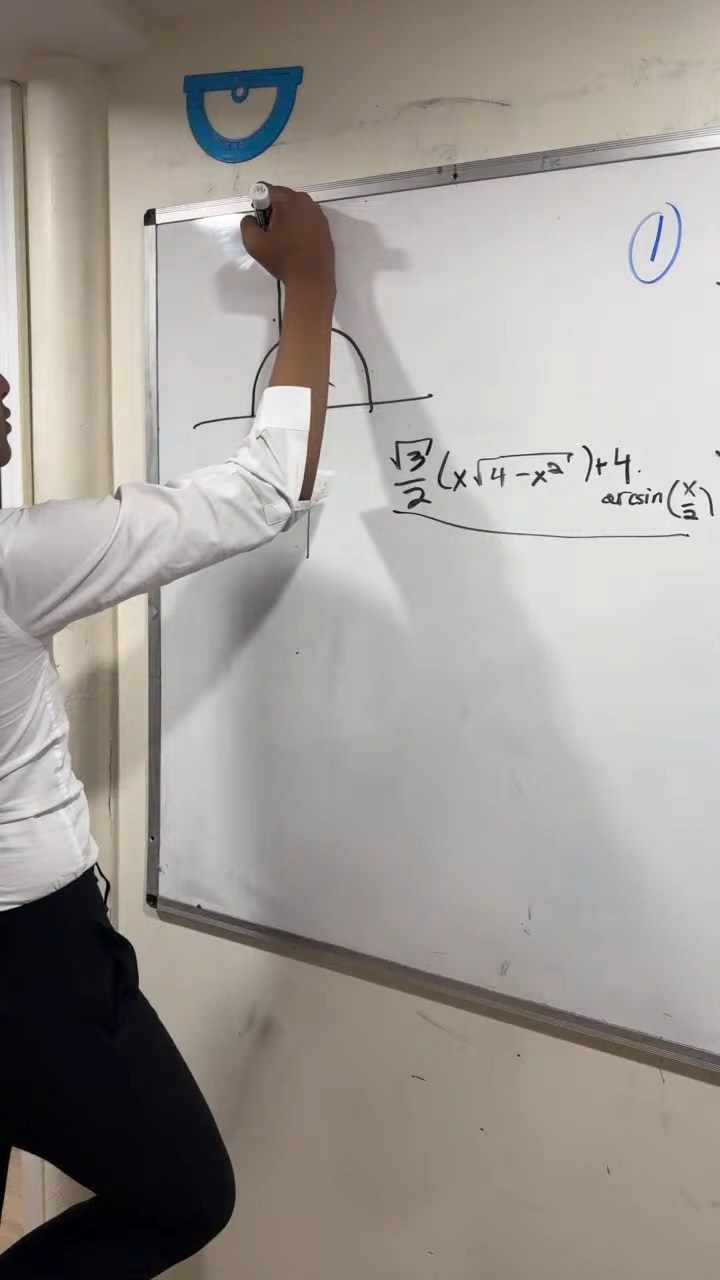 1
√3/2 (x√4-x²)+4.
arcsin(x/2)